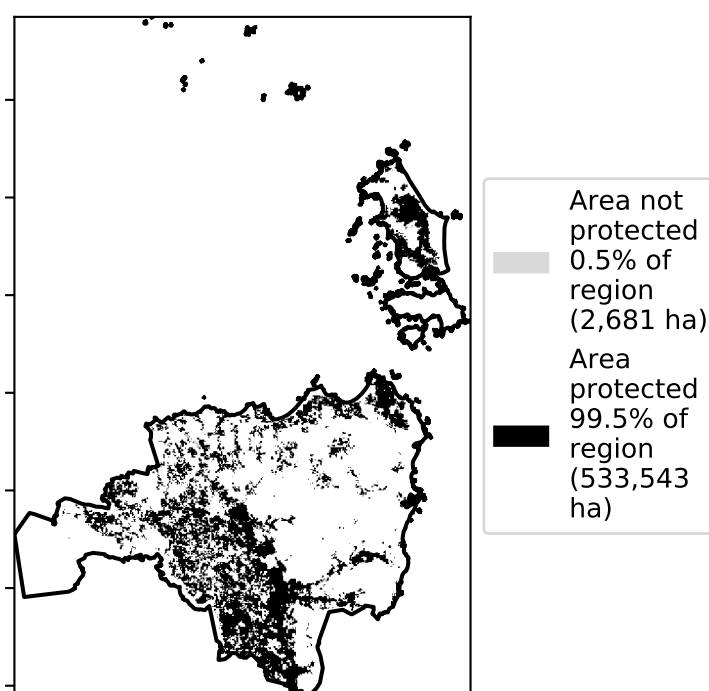 Area not
protected
0.5% of
region
(2,681 ha)
Area
protected
99.5% of
region
(533,543
ha)